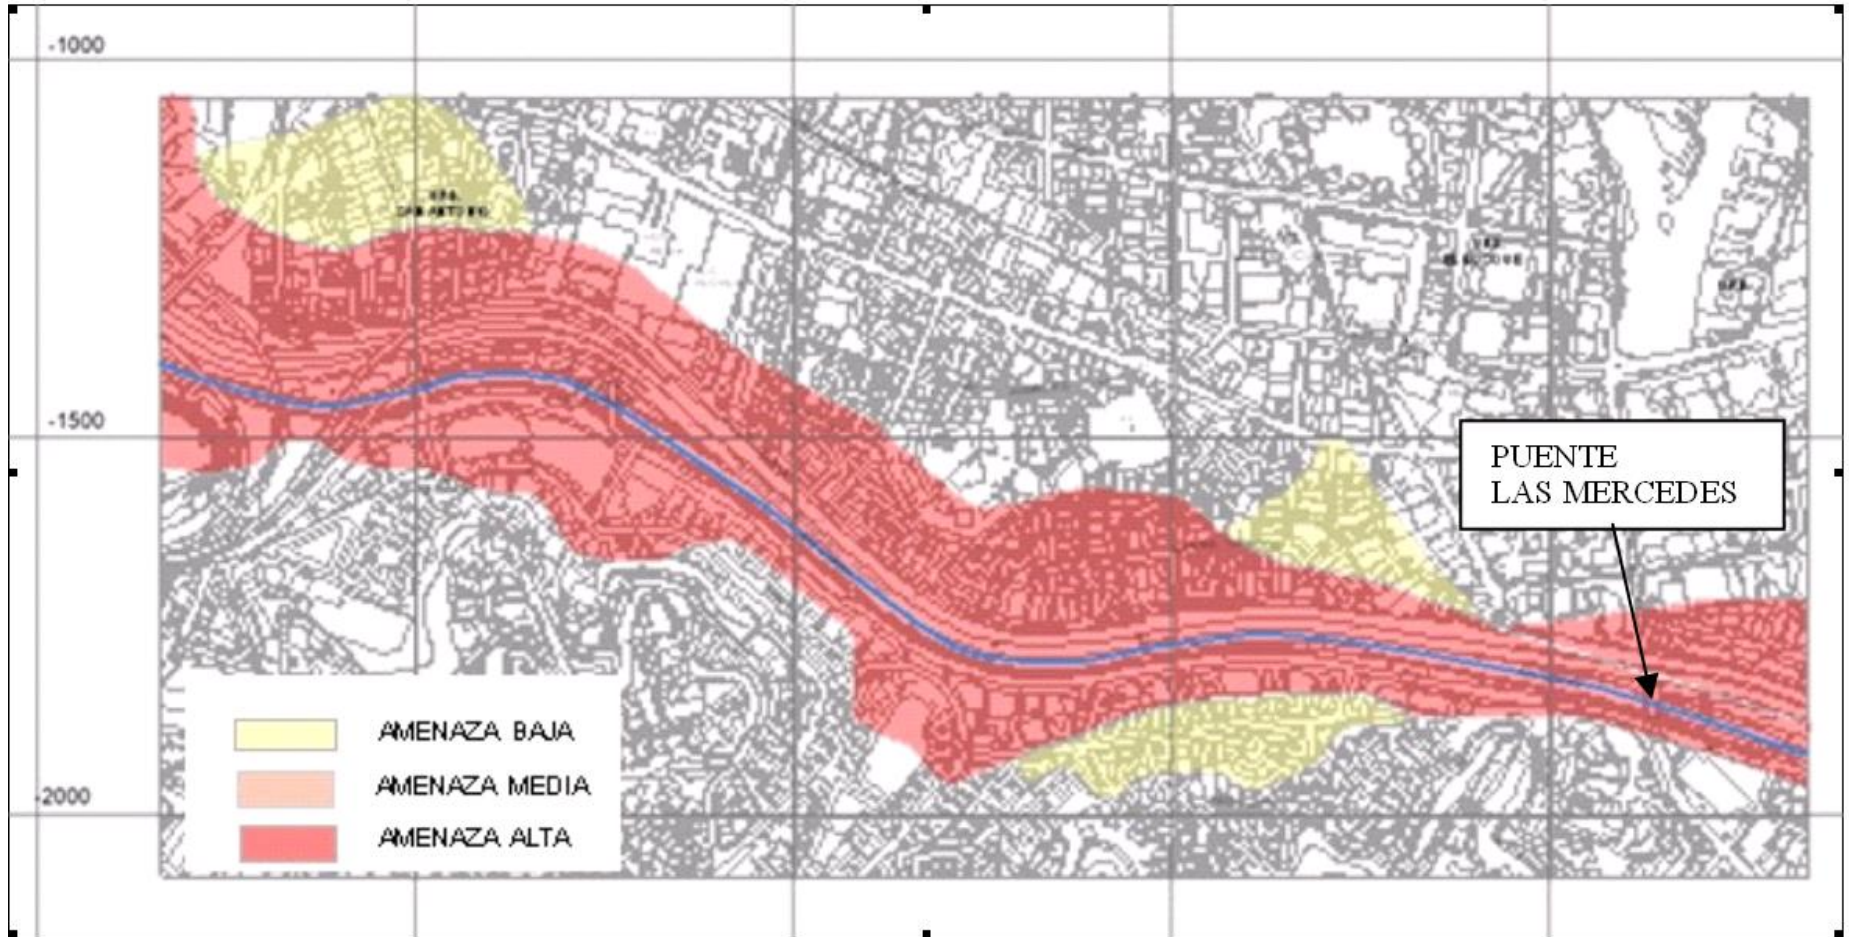 -1000
-1500
PUENTE
LAS MERCEDES
AMENAZA BAJA
AMENAZA MEDIA
-2000
AMENAZA ALTA